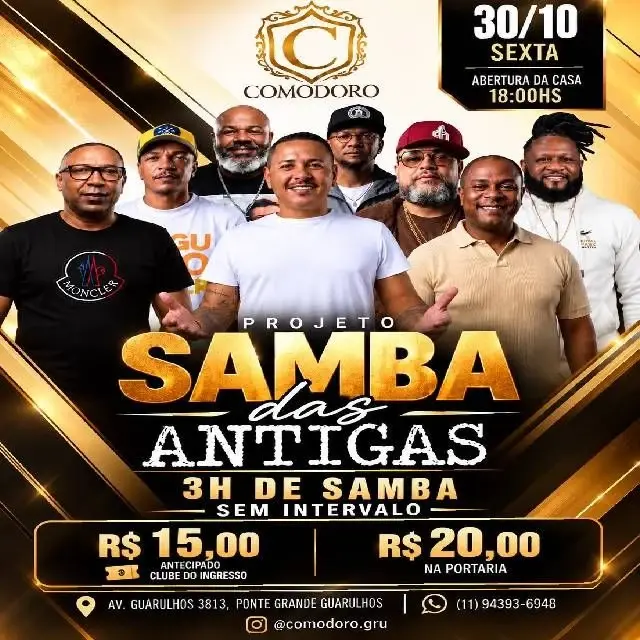 C
COMODORO
30/10
SEXTA
ABERTURA DA CASA
18:00HS
MONCLER
PROJETO
SAMBA
das
ANTIGAS
3H DE SAMBA
SEM INTERVALO
R$ 15,00
ANTECIPADO
CLUBE DO INGRESSO
R$ 20,00
NA PORTARIA
AV. GUARULHOS 3813, PONTE GRANDE GUARULHOS
(11) 94393-6948
@comodoro.gru